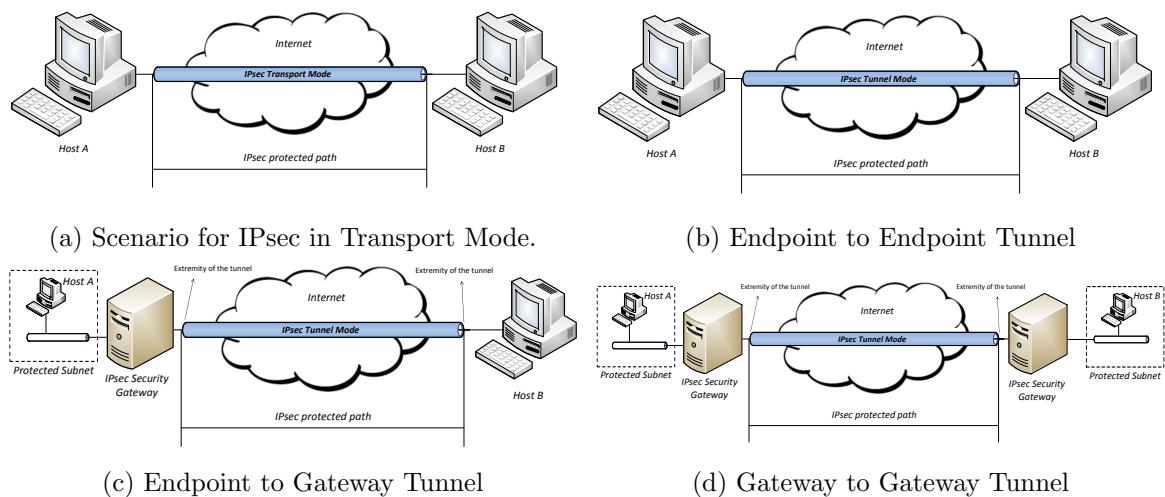 Internet
IPsec Transport Mode
Host A
Host B
IPsec protected path
(a) Scenario for IPsec in Transport Mode.
Internet
IPsec Tunnel Mode
Host A
Host B
IPsec protected path
(b) Endpoint to Endpoint Tunnel
Host A
Protected Subnet
IPsec Security
Gateway
Extremity of the tunnel
Extremity of the tunnel
Internet
IPsec Tunnel Mode
Host B
IPsec protected path
(c) Endpoint to Gateway Tunnel
Host A
Protected Subnet
IPsec Security
Gateway
Extremity of the tunnel
Extremity of the tunnel
Internet
IPsec Tunnel Mode
IPsec Security
Gateway
Host B
Protected Subnet
IPsec protected path
(d) Gateway to Gateway Tunnel